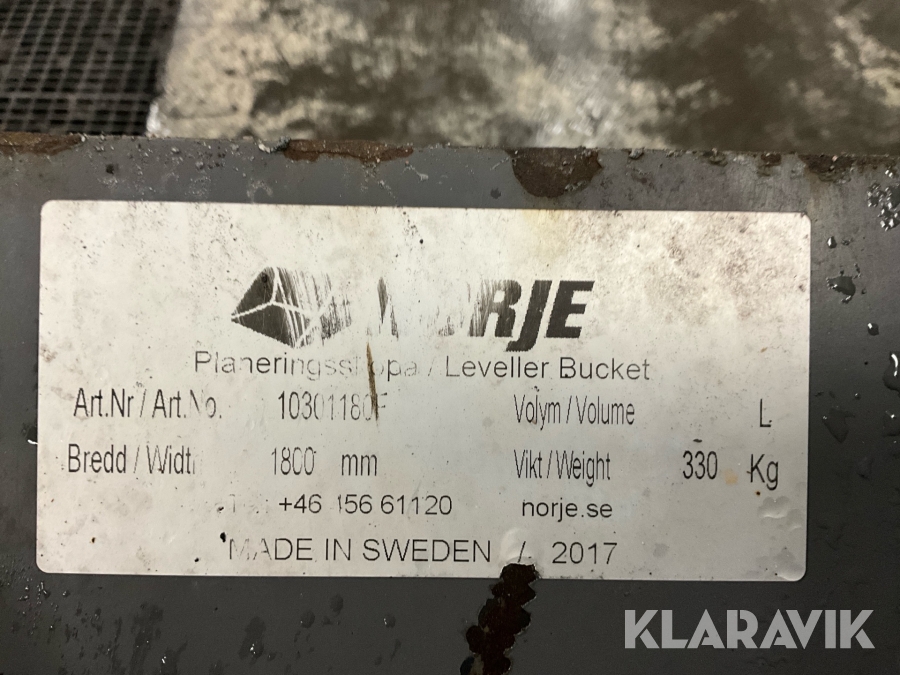 NORJE
Planeringsskopa / Leveller Bucket
Art.Nr / Art.No. 10301180F Volym / Volume L
Bredd / Width 1800 mm Vikt / Weight 330 Kg
+46 456 61120 norje.se
MADE IN SWEDEN / 2017
KLARAVIK